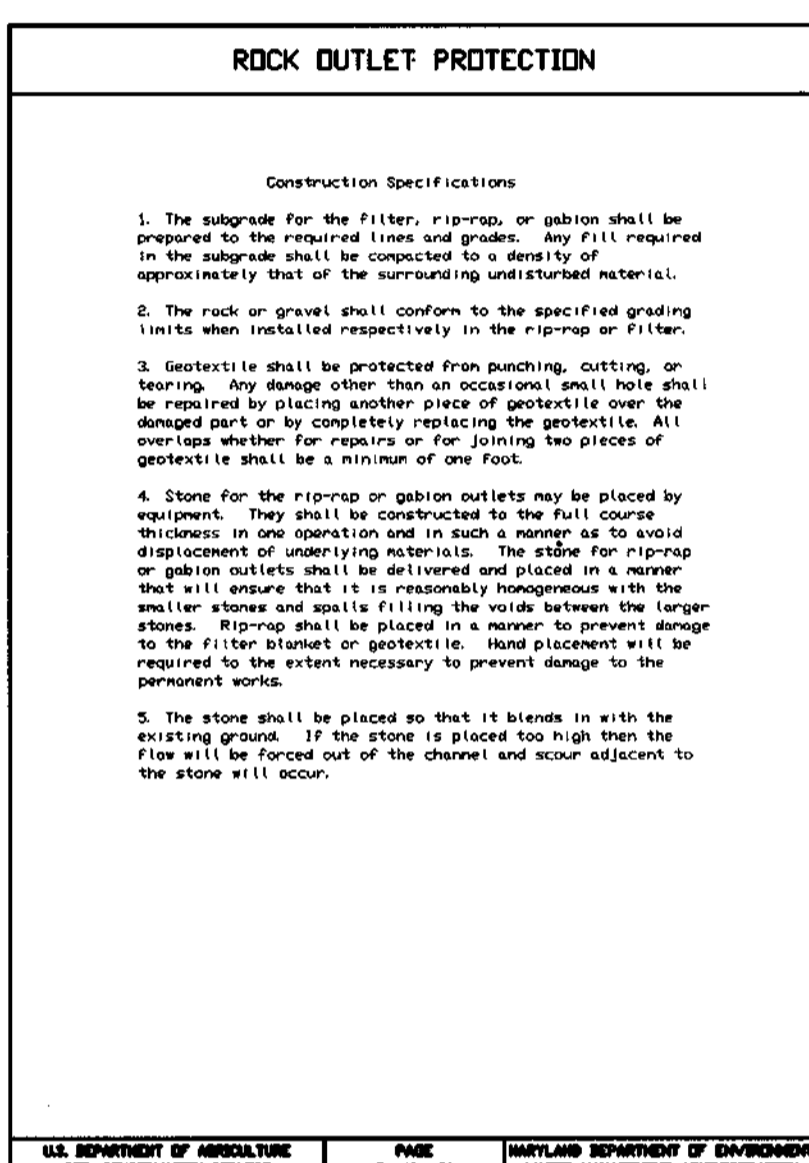 ROCK OUTLET PROTECTION
Construction Specifications
1. The subgrade for the filter, rip-rap, or gabion shall be
prepared to the required lines and grades. Any fill required
in the subgrade shall be compacted to a density of
approximately that of the surrounding undisturbed material.
2. The rock or gravel shall conform to the specified grading
limits when installed respectively in the rip-rap or filter.
3. Geotextile shall be protected from punching, cutting, or
tearing. Any damage other than an occasional small hole shall
be repaired by placing another piece of geotextile over the
damaged part or by completely replacing the geotextile. All
overlaps whether for repairs or for joining two pieces of
geotextile shall be a minimum of one foot.
4. Stone for the rip-rap or gabion outlets may be placed by
equipment. They shall be constructed to the full course
thickness in one operation and in such a manner as to avoid
displacement of underlying materials. The stone for rip-rap
or gabion outlets shall be delivered and placed in a manner
that will ensure that it is reasonably homogeneous with the
smaller stones and spalls filling the voids between the larger
stones. Rip-rap shall be placed in a manner to prevent damage
to the filter blanket or geotextile. Hand placement will be
required to the extent necessary to prevent damage to the
permanent works.
5. The stone shall be placed so that it blends in with the
existing ground. If the stone is placed too high then the
flow will be forced out of the channel and scour adjacent to
the stone will occur.
U.S. DEPARTMENT OF AGRICULTURE
PAGE
MARYLAND DEPARTMENT OF